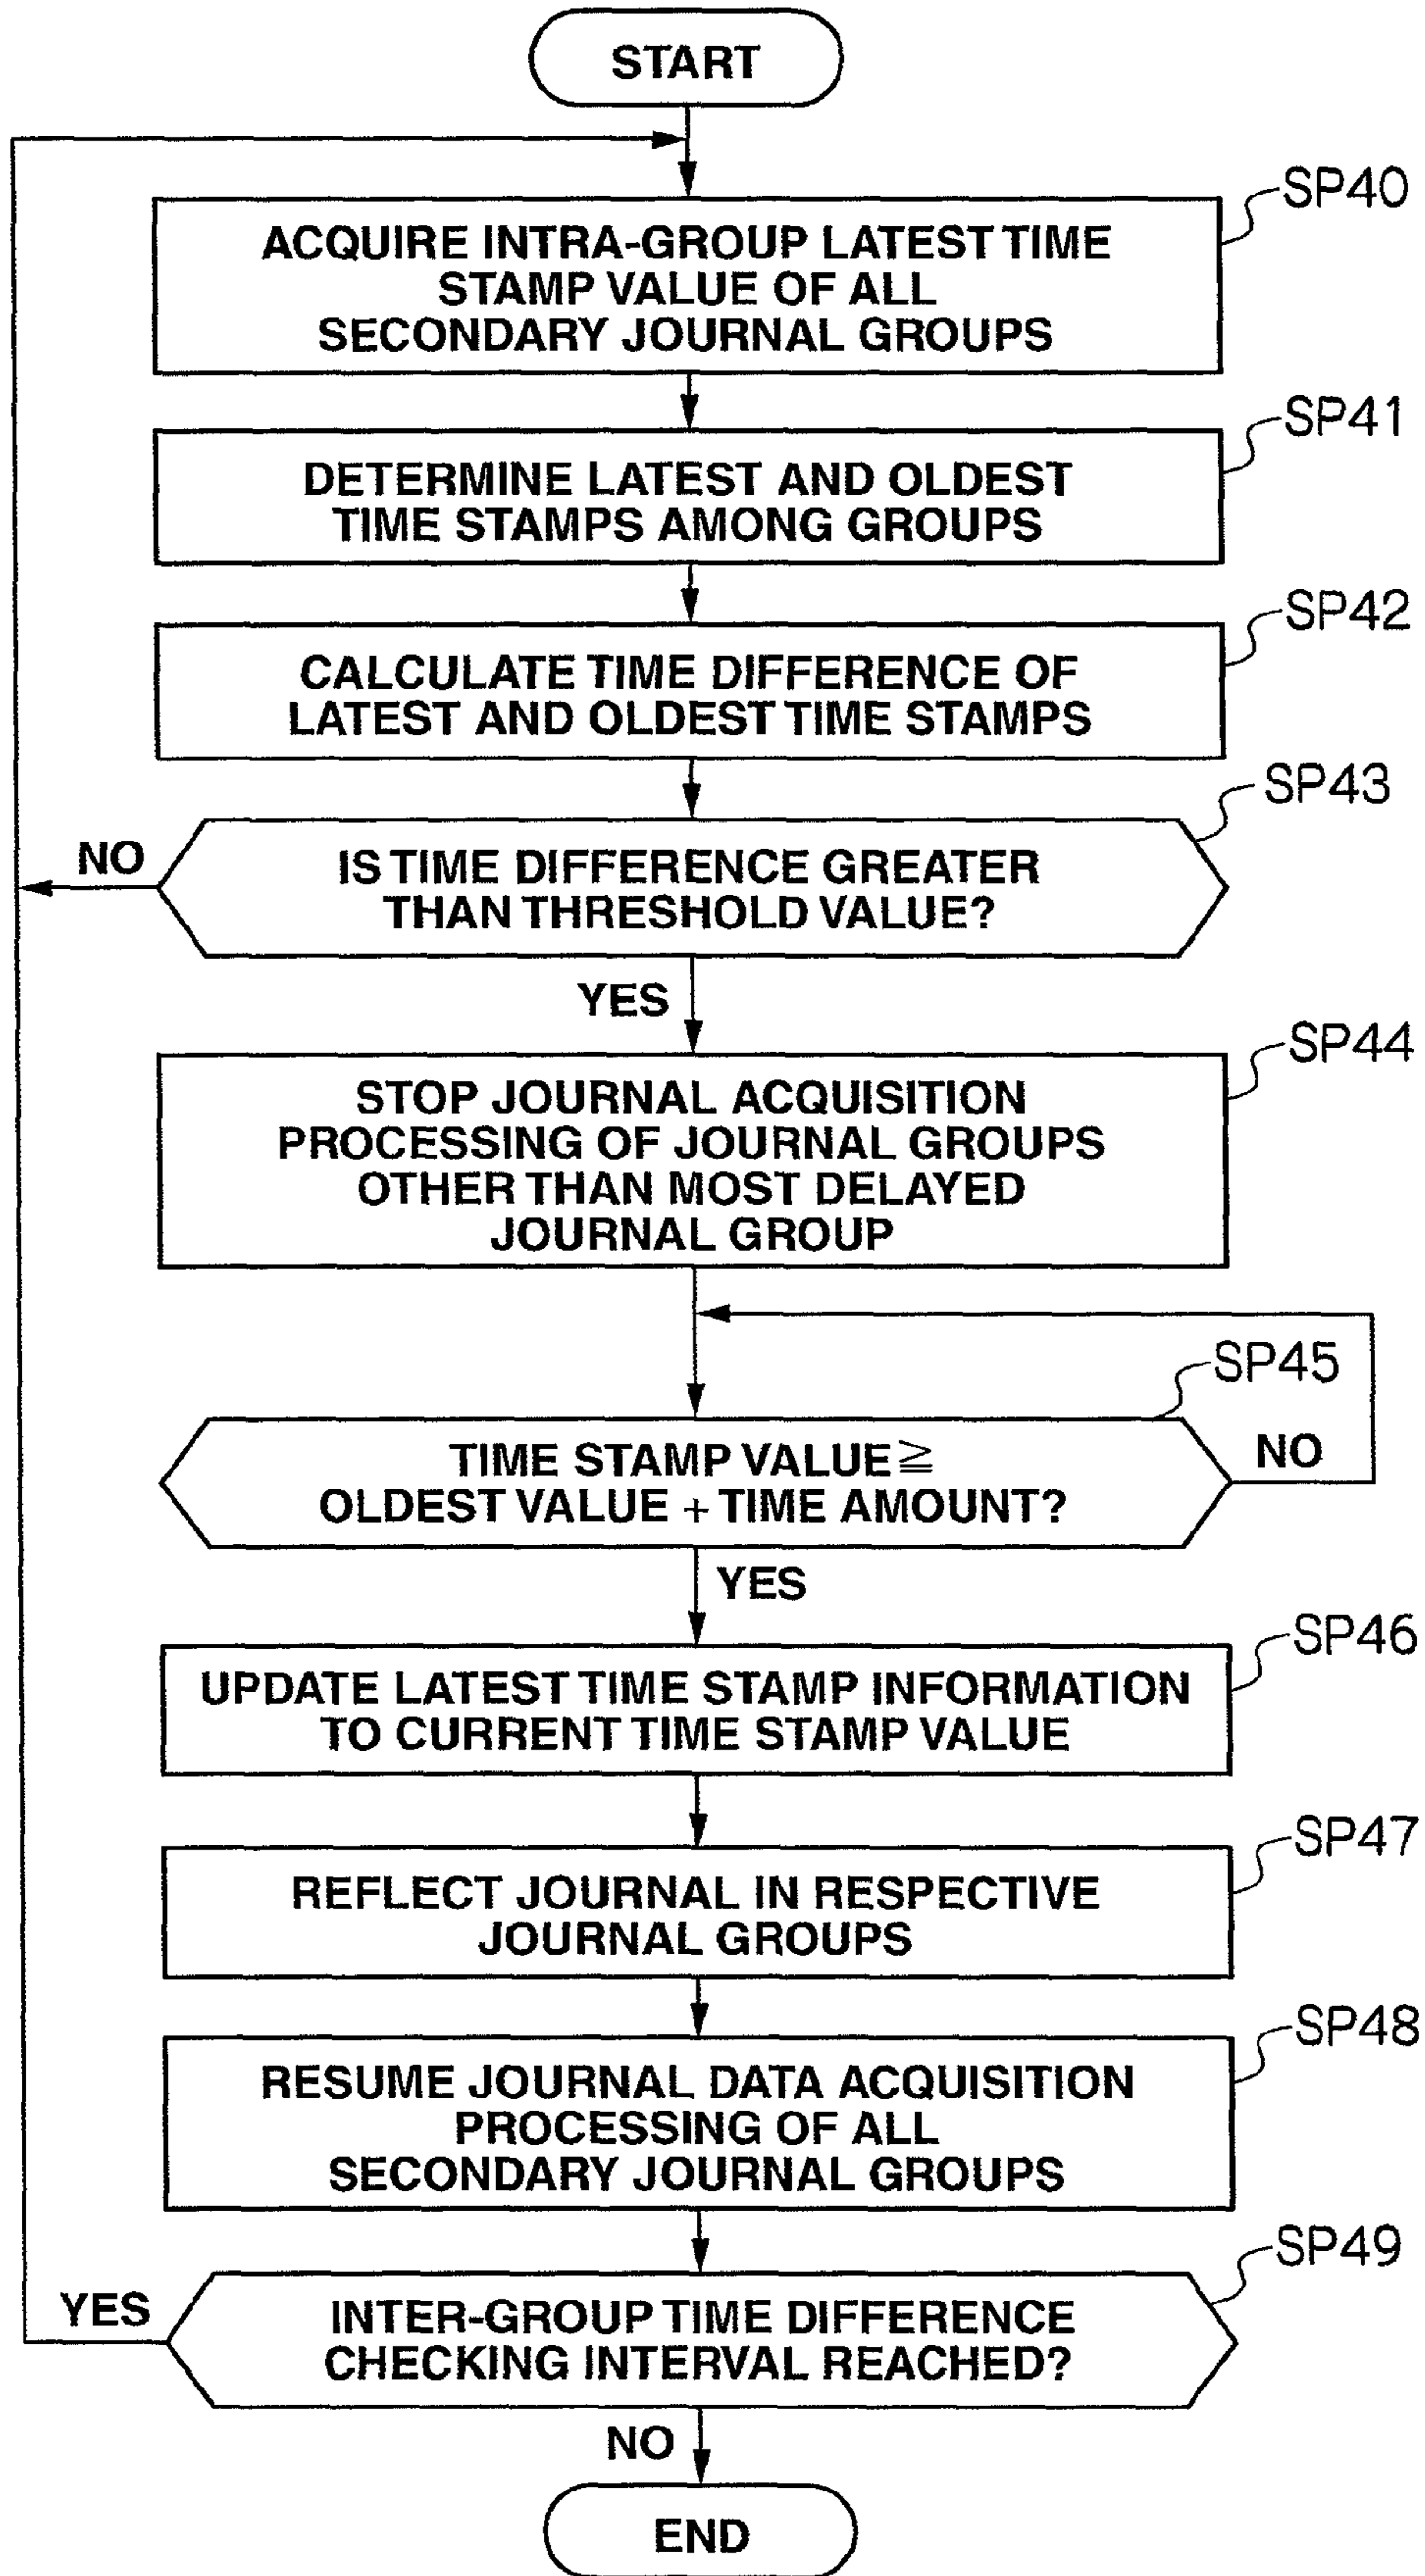 START
SP40
ACQUIRE INTRA-GROUP LATEST TIME
STAMP VALUE OF ALL
SECONDARY JOURNAL GROUPS
SP41
DETERMINE LATEST AND OLDEST
TIME STAMPS AMONG GROUPS
SP42
CALCULATE TIME DIFFERENCE OF
LATEST AND OLDEST TIME STAMPS
SP43
NO
IS TIME DIFFERENCE GREATER
THAN THRESHOLD VALUE?
YES
SP44
STOP JOURNAL ACQUISITION
PROCESSING OF JOURNAL GROUPS
OTHER THAN MOST DELAYED
JOURNAL GROUP
SP45
TIME STAMP VALUE ≧
OLDEST VALUE + TIME AMOUNT?
NO
YES
SP46
UPDATE LATEST TIME STAMP INFORMATION
TO CURRENT TIME STAMP VALUE
SP47
REFLECT JOURNAL IN RESPECTIVE
JOURNAL GROUPS
SP48
RESUME JOURNAL DATA ACQUISITION
PROCESSING OF ALL
SECONDARY JOURNAL GROUPS
SP49
YES
INTER-GROUP TIME DIFFERENCE
CHECKING INTERVAL REACHED?
NO
END